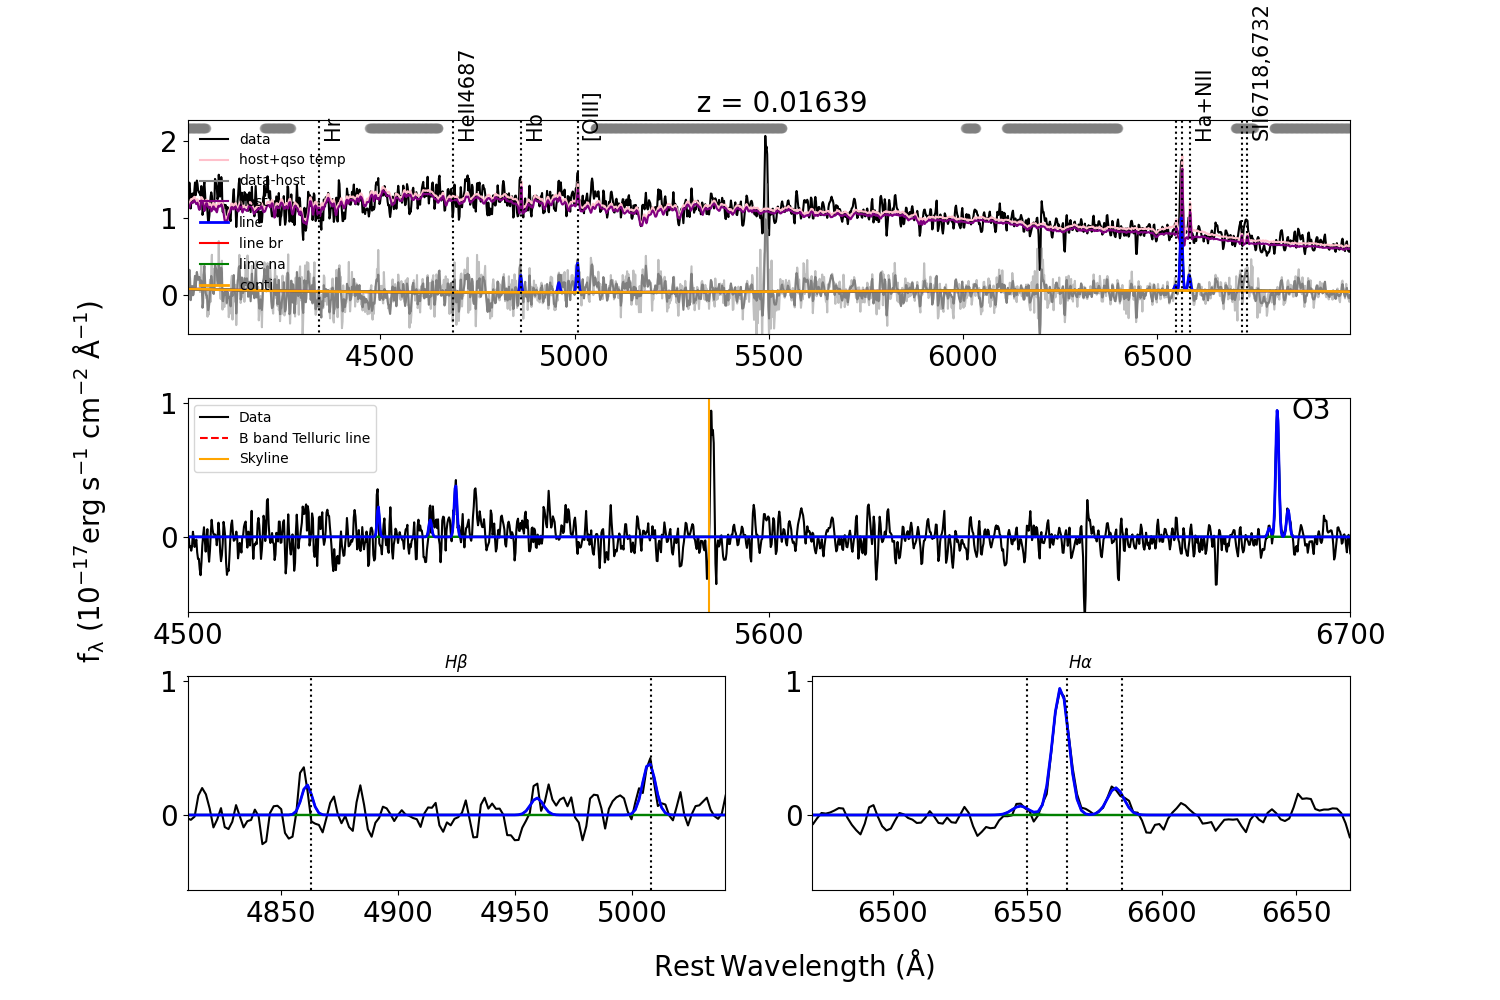 z = 0.01639
Hr
HeII4687
Hb
[OIII]
Ha+NII
SII6718,6732
data
host+qso temp
data-host
line
line br
line na
conti
2
1
0
4500 5000 5500 6000 6500
fλ (10⁻¹⁷erg s⁻¹ cm⁻² Å⁻¹)
O3
Data
B band Telluric line
Skyline
1
0
4500 5600 6700
Hβ
1
0
4850 4900 4950 5000
Hα
1
0
6500 6550 6600 6650
Rest Wavelength (Å)